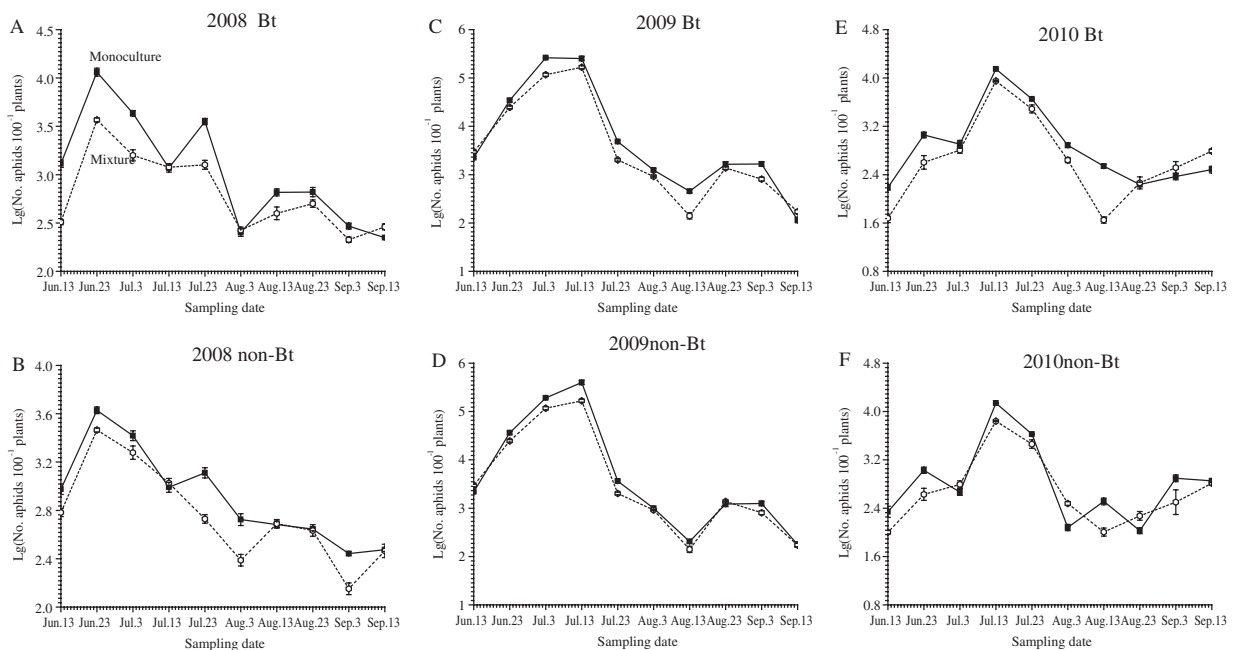 A
2008 Bt
4.5
4.0
3.5
3.0
2.5
2.0
Lg(No. aphids 100⁻¹ plants)
Monoculture
Mixture
Jun.13 Jun.23 Jul.3 Jul.13 Jul.23 Aug.3 Aug.13 Aug.23 Sep.3 Sep.13
Sampling date
C
2009 Bt
6
5
4
3
2
1
Lg(No. aphids 100⁻¹ plants)
Jun.13 Jun.23 Jul.3 Jul.13 Jul.23 Aug.3 Aug.13 Aug.23 Sep.3 Sep.13
Sampling date
E
2010 Bt
4.8
4.0
3.2
2.4
1.6
0.8
Lg(No. aphids 100⁻¹ plants)
Jun.13 Jun.23 Jul.3 Jul.13 Jul.23 Aug.3 Aug.13 Aug.23 Sep.3 Sep.13
Sampling date
B
2008 non-Bt
4.0
3.6
3.2
2.8
2.4
2.0
Lg(No. aphids 100⁻¹ plants)
Jun.13 Jun.23 Jul.3 Jul.13 Jul.23 Aug.3 Aug.13 Aug.23 Sep.3 Sep.13
Sampling date
D
2009non-Bt
6
5
4
3
2
1
Lg(No. aphids 100⁻¹ plants)
Jun.13 Jun.23 Jul.3 Jul.13 Jul.23 Aug.3 Aug.13 Aug.23 Sep.3 Sep.13
Sampling date
F
2010non-Bt
4.8
4.0
3.2
2.4
1.6
0.8
Lg(No. aphids 100⁻¹ plants)
Jun.13 Jun.23 Jul.3 Jul.13 Jul.23 Aug.3 Aug.13 Aug.23 Sep.3 Sep.13
Sampling date